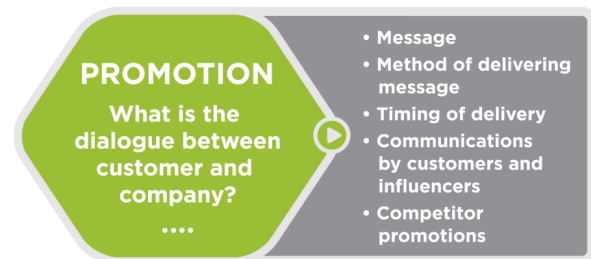 PROMOTION
What is the
dialogue between
customer and
company?
....
• Message
• Method of delivering
message
• Timing of delivery
• Communications
by customers and
influencers
• Competitor
promotions